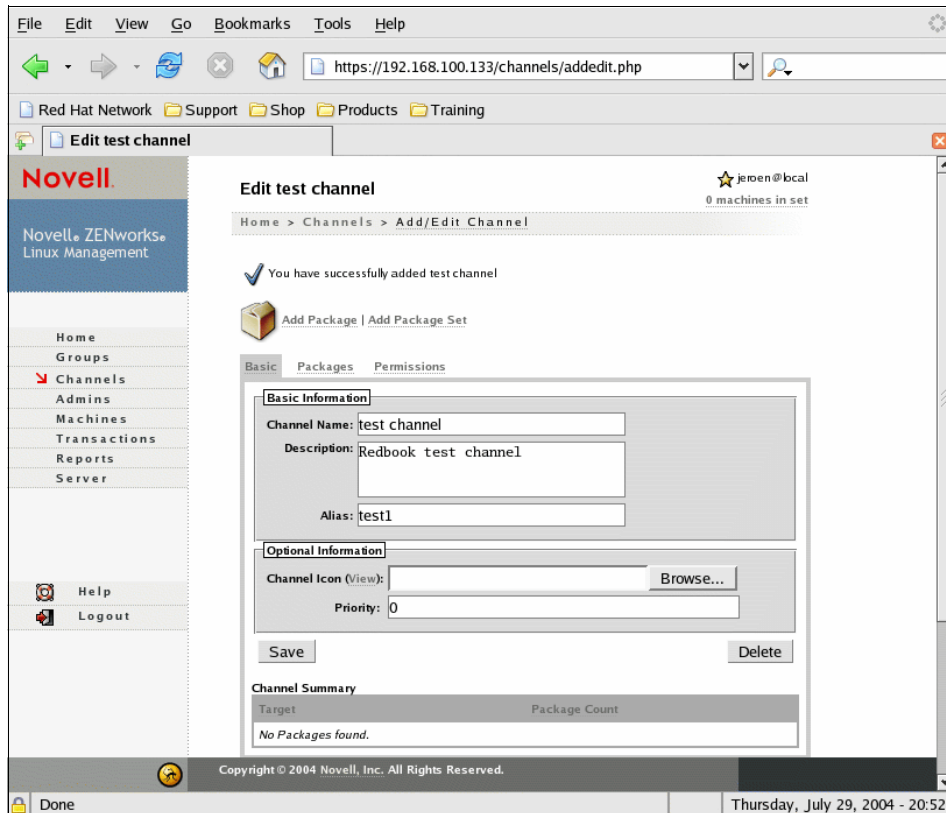 File Edit View Go Bookmarks Tools Help
https://192.168.100.133/channels/addedit.php
Red Hat Network Support Shop Products Training
Edit test channel
Novell.
Novell® ZENworks®
Linux Management
Home
Groups
Channels
Admins
Machines
Transactions
Reports
Server
Help
Logout
Edit test channel
jeroen@local
0 machines in set
Home > Channels > Add/Edit Channel
You have successfully added test channel
Add Package | Add Package Set
Basic Packages Permissions
Basic Information
Channel Name: test channel
Description: Redbook test channel
Alias: test1
Optional Information
Channel Icon (View): Browse...
Priority: 0
Save Delete
Channel Summary
Target Package Count
No Packages found.
Copyright © 2004 Novell, Inc. All Rights Reserved.
Done Thursday, July 29, 2004 - 20:52